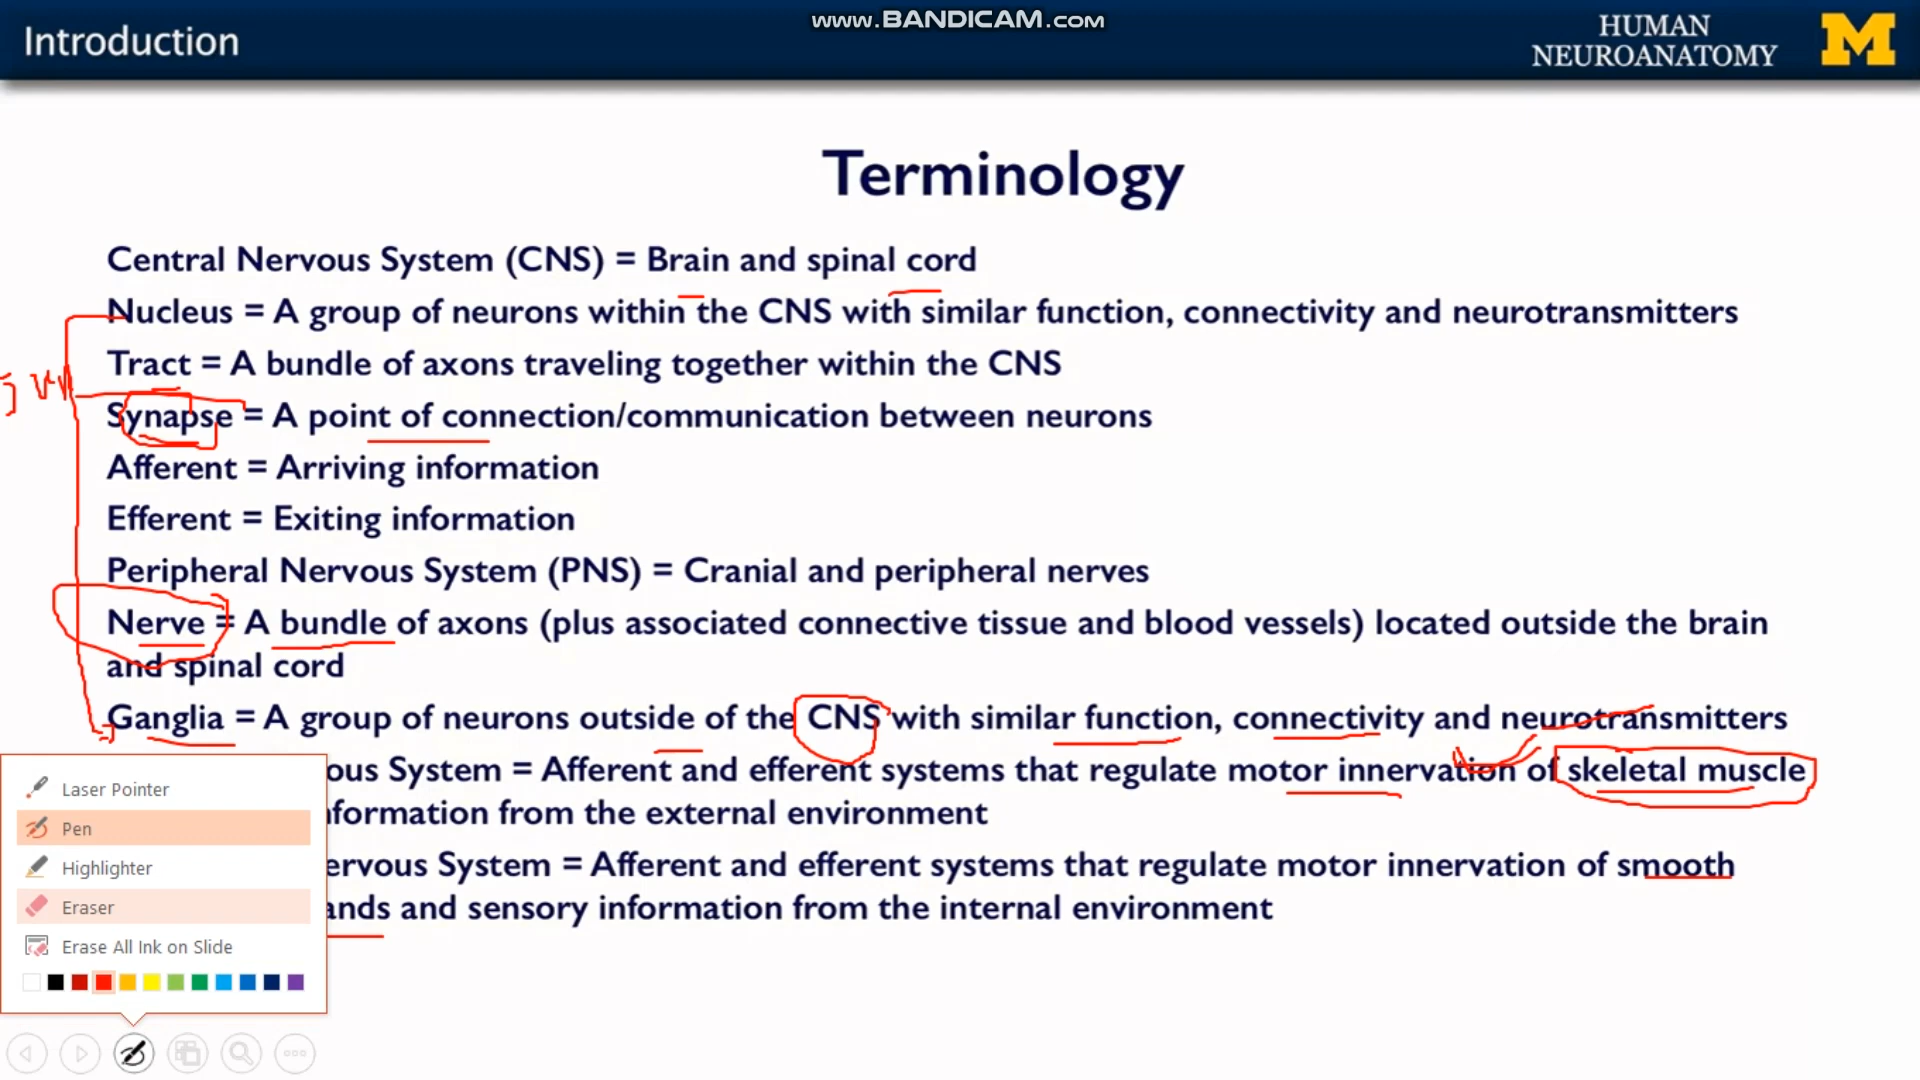 www.BANDICAM.com
Introduction
HUMAN
NEUROANATOMY
M
Terminology
Central Nervous System (CNS) = Brain and spinal cord
Nucleus = A group of neurons within the CNS with similar function, connectivity and neurotransmitters
Tract = A bundle of axons traveling together within the CNS
Synapse = A point of connection/communication between neurons
Afferent = Arriving information
Efferent = Exiting information
Peripheral Nervous System (PNS) = Cranial and peripheral nerves
Nerve = A bundle of axons (plus associated connective tissue and blood vessels) located outside the brain
and spinal cord
Ganglia = A group of neurons outside of the CNS with similar function, connectivity and neurotransmitters
ous System = Afferent and efferent systems that regulate motor innervation of skeletal muscle
nformation from the external environment
ervous System = Afferent and efferent systems that regulate motor innervation of smooth
ands and sensory information from the internal environment
Laser Pointer
Pen
Highlighter
Eraser
Erase All Ink on Slide